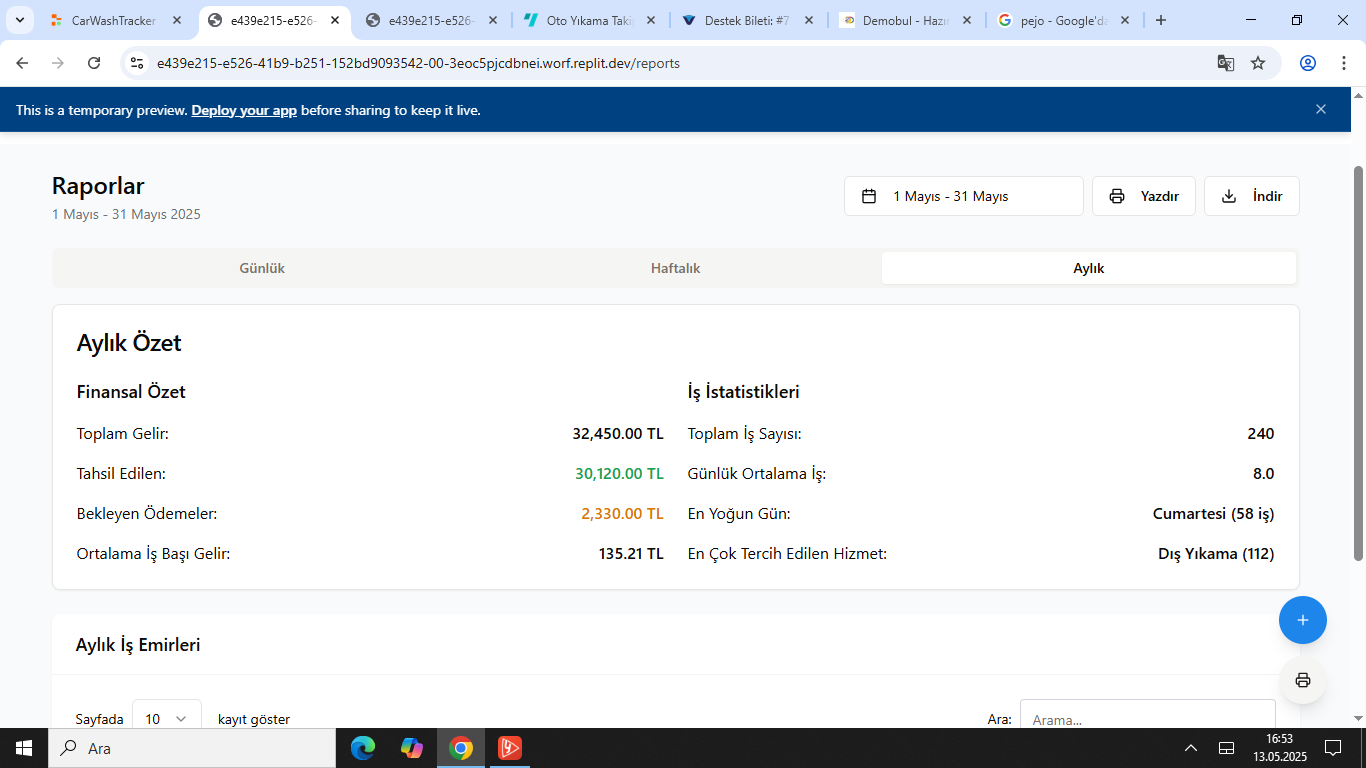 CarWashTracker
e439e215-e526-
e439e215-e526-
Oto Yıkama Taki
Destek Bileti: #7
Demobul - Hazır
pejo - Google'da
e439e215-e526-41b9-b251-152bd9093542-00-3eoc5pjcdbnei.worf.replit.dev/reports
This is a temporary preview. Deploy your app before sharing to keep it live.
Raporlar
1 Mayıs - 31 Mayıs 2025
1 Mayıs - 31 Mayıs
Yazdır
İndir
Günlük
Haftalık
Aylık
Aylık Özet
Finansal Özet
Toplam Gelir: 32,450.00 TL
Tahsil Edilen: 30,120.00 TL
Bekleyen Ödemeler: 2,330.00 TL
Ortalama İş Başı Gelir: 135.21 TL
İş İstatistikleri
Toplam İş Sayısı: 240
Günlük Ortalama İş: 8.0
En Yoğun Gün: Cumartesi (58 iş)
En Çok Tercih Edilen Hizmet: Dış Yıkama (112)
Aylık İş Emirleri
Sayfada 10 kayıt göster
Ara: Arama...
Ara
16:53
13.05.2025